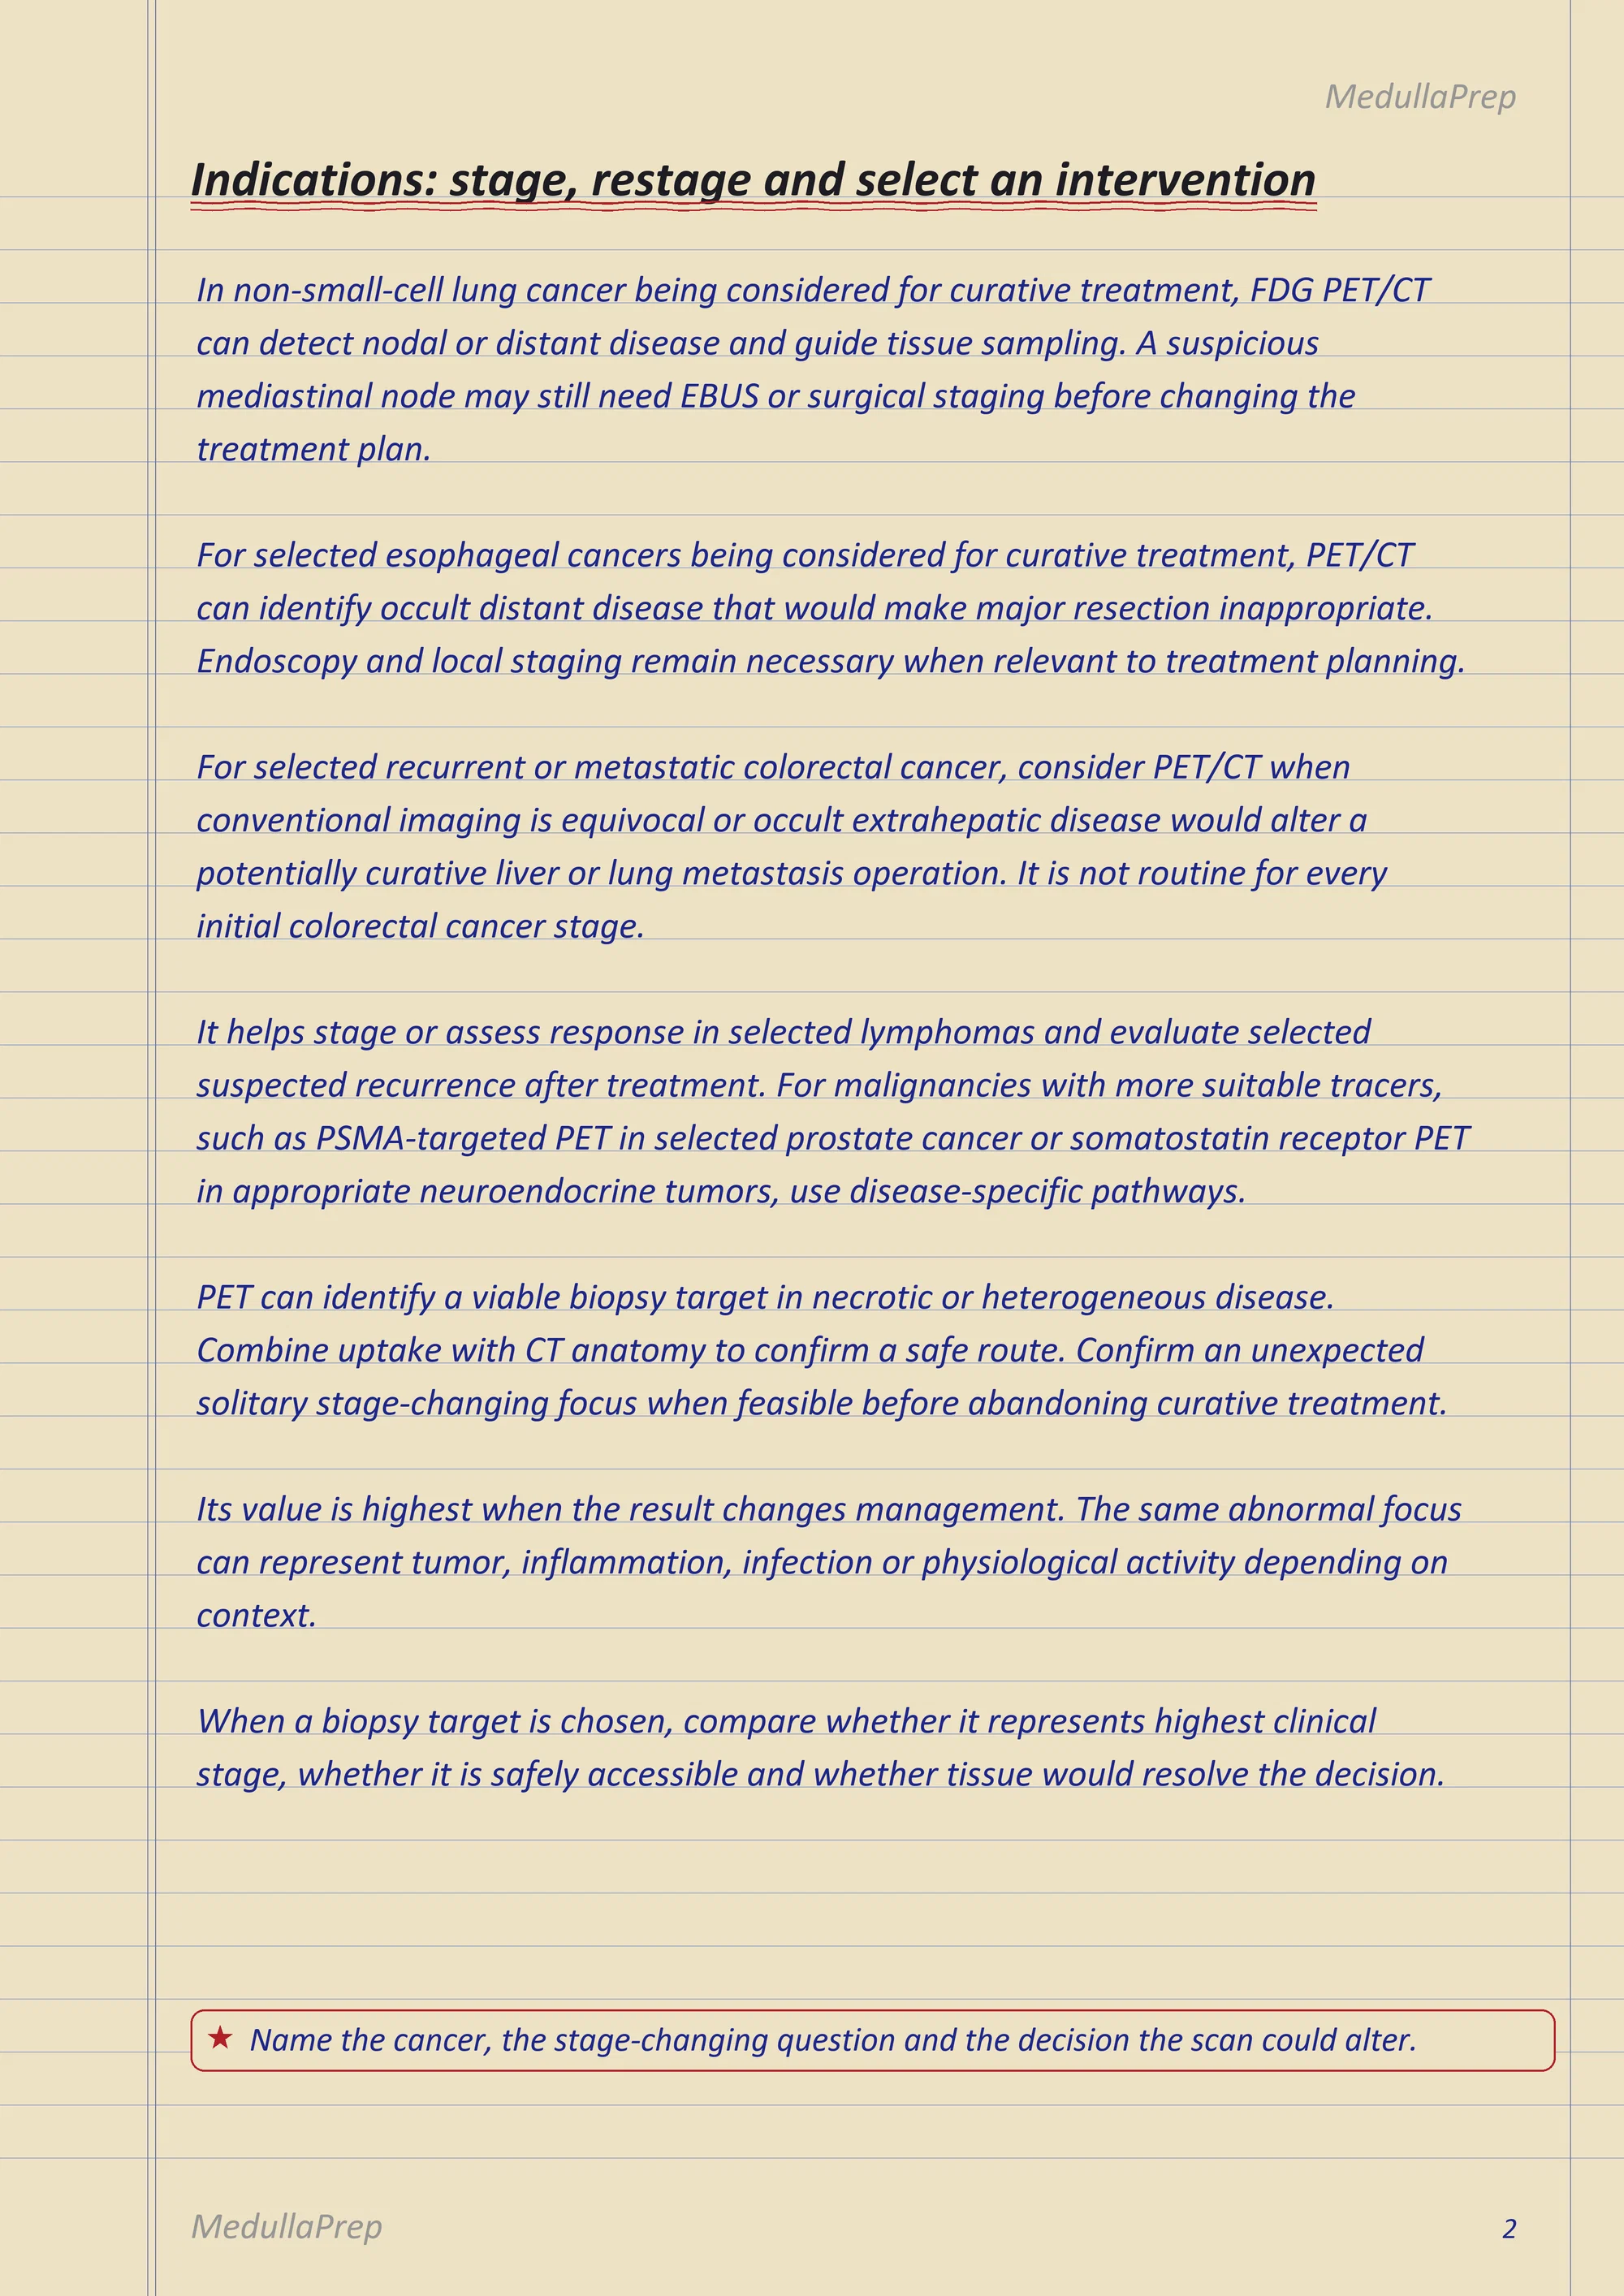 MedullaPrep
Indications: stage, restage and select an intervention
In non-small-cell lung cancer being considered for curative treatment, FDG PET/CT
can detect nodal or distant disease and guide tissue sampling. A suspicious
mediastinal node may still need EBUS or surgical staging before changing the
treatment plan.
For selected esophageal cancers being considered for curative treatment, PET/CT
can identify occult distant disease that would make major resection inappropriate.
Endoscopy and local staging remain necessary when relevant to treatment planning.
For selected recurrent or metastatic colorectal cancer, consider PET/CT when
conventional imaging is equivocal or occult extrahepatic disease would alter a
potentially curative liver or lung metastasis operation. It is not routine for every
initial colorectal cancer stage.
It helps stage or assess response in selected lymphomas and evaluate selected
suspected recurrence after treatment. For malignancies with more suitable tracers,
such as PSMA-targeted PET in selected prostate cancer or somatostatin receptor PET
in appropriate neuroendocrine tumors, use disease-specific pathways.
PET can identify a viable biopsy target in necrotic or heterogeneous disease.
Combine uptake with CT anatomy to confirm a safe route. Confirm an unexpected
solitary stage-changing focus when feasible before abandoning curative treatment.
Its value is highest when the result changes management. The same abnormal focus
can represent tumor, inflammation, infection or physiological activity depending on
context.
When a biopsy target is chosen, compare whether it represents highest clinical
stage, whether it is safely accessible and whether tissue would resolve the decision.
★ Name the cancer, the stage-changing question and the decision the scan could alter.
MedullaPrep
2